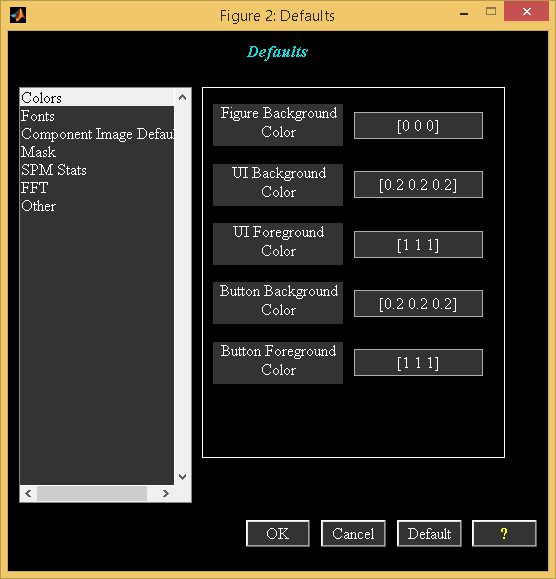 Figure 2: Defaults
Defaults
Colors
Fonts
Component Image Defau
Mask
SPM Stats
FFT
Other
Figure Background
Color
[0 0 0]
UI Background
Color
[0.2 0.2 0.2]
UI Foreground
Color
[1 1 1]
Button Background
Color
[0.2 0.2 0.2]
Button Foreground
Color
[1 1 1]
OK
Cancel
Default
?